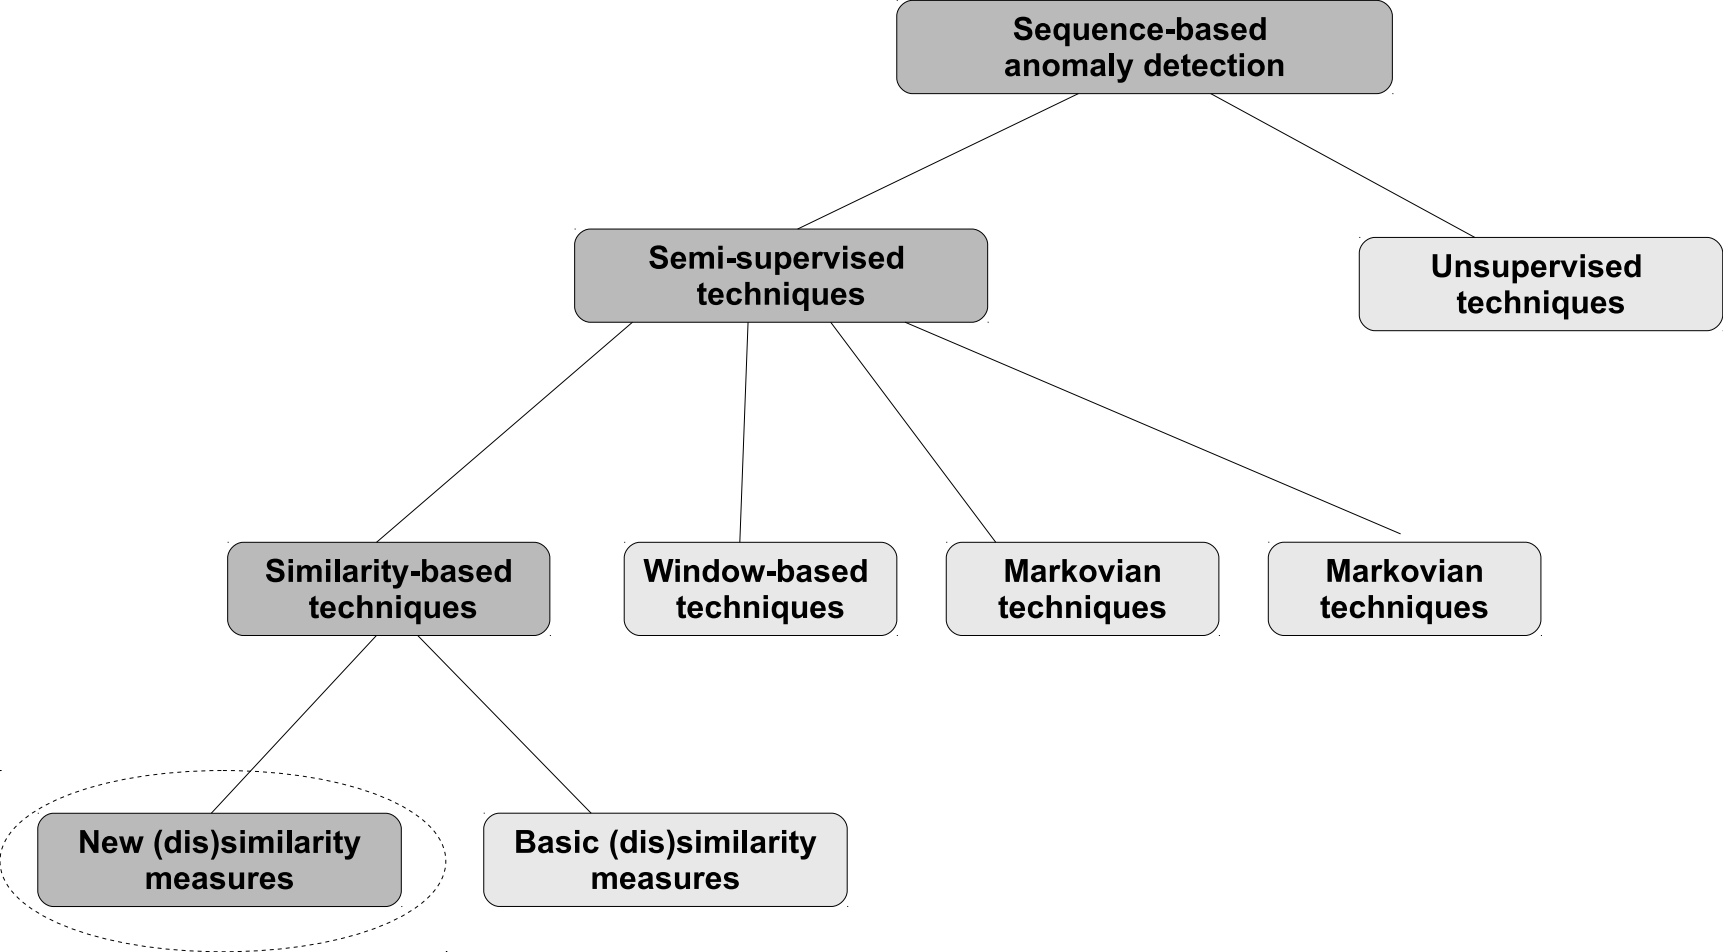 Sequence-based
anomaly detection
Semi-supervised
techniques
Unsupervised
techniques
Similarity-based
techniques
Window-based
techniques
Markovian
techniques
Markovian
techniques
New (dis)similarity
measures
Basic (dis)similarity
measures